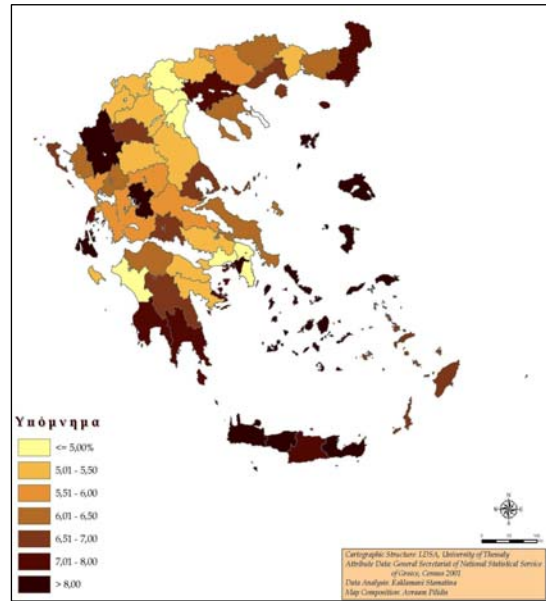 Υπόμνημα
<= 5,00%
5,01 - 5,50
5,51 - 6,00
6,01 - 6,50
6,51 - 7,00
7,01 - 8,00
> 8,00
N
Cartographic Structure: LDSA, University of Thessaly
Attribute Data: General Secretariat of National Statistical Service
of Greece, Census 2001
Data Analysis: Kaklamani Stamatina
Map Composition: Avraam Pilidis